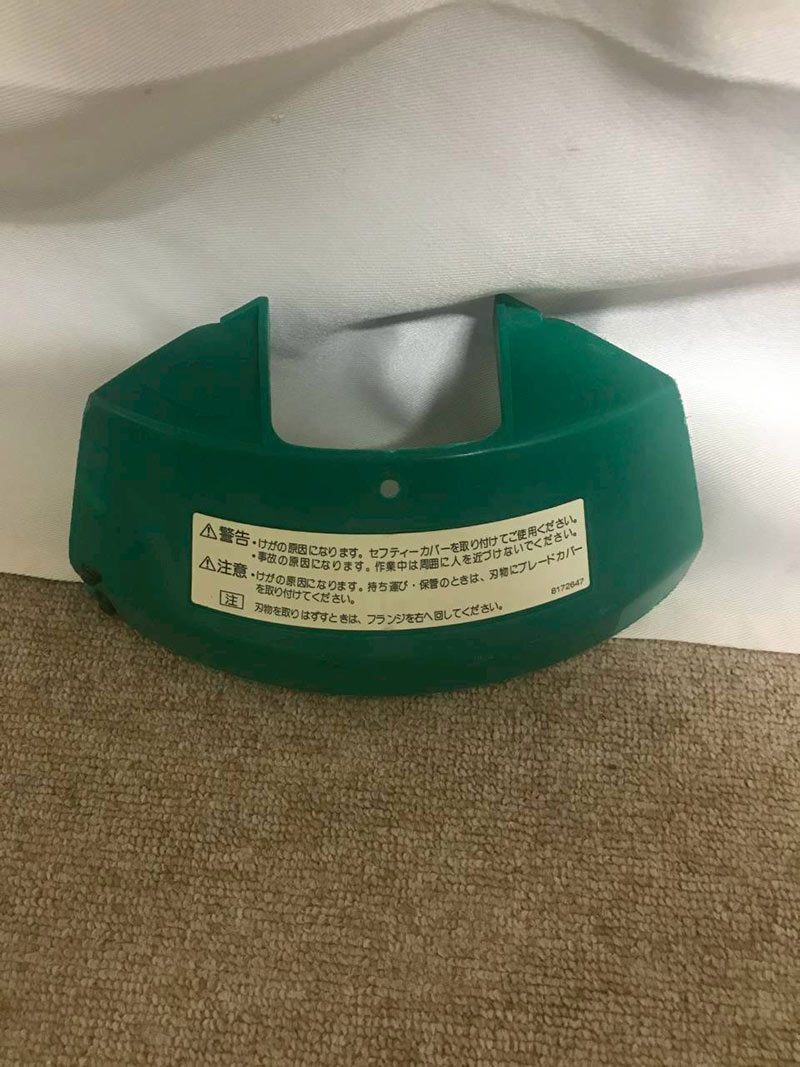 ⚠警告・けがの原因になります。セフティーカバーを取り付けてご使用ください。
・事故の原因になります。作業中は周囲に人を近づけないでください。
⚠注意・けがの原因になります。持ち運び・保管のときは、刃物にブレードカバー
を取り付けてください。
注 刃物を取りはずすときは、フランジを右へ回してください。
6172647